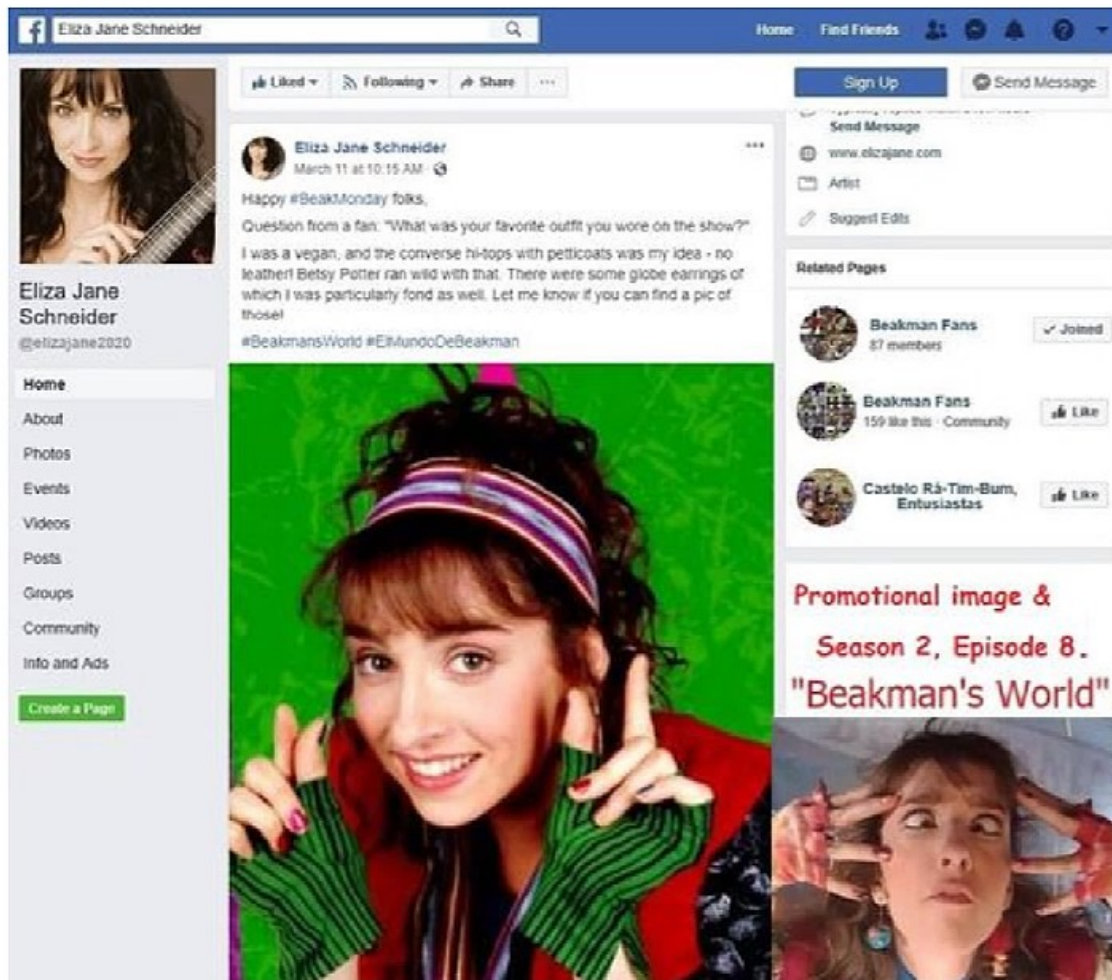 Eliza Jane Schneider
Home Find Friends
Liked Following Share ...
Sign Up Send Message
Eliza Jane
Schneider
@elizajane2020
Home
About
Photos
Events
Videos
Posts
Groups
Community
Info and Ads
Create a Page
Eliza Jane Schneider
March 11 at 10:15 AM
Happy #BeakMonday folks,
Question from a fan: "What was your favorite outfit you wore on the show?"
I was a vegan, and the converse hi-tops with petticoats was my idea - no
leather! Betsy Potter ran wild with that. There were some globe earrings of
which I was particularly fond as well. Let me know if you can find a pic of
those!
#BeakmansWorld #ElMundoDeBeakman
Send Message
www.elizajane.com
Artist
Suggest Edits
Related Pages
Beakman Fans
87 members
Joined
Beakman Fans
159 like this · Community
Like
Castelo Rá-Tim-Bum,
Entusiastas
Like
Promotional image &
Season 2, Episode 8.
"Beakman's World"